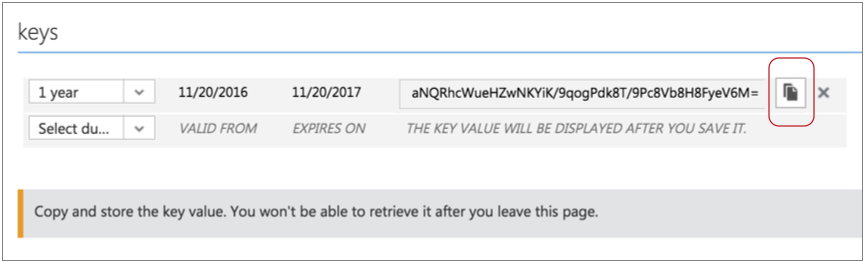 keys
1 year 11/20/2016 11/20/2017 aNQRhcWueHZwNKYiK/9qogPdk8T/9Pc8Vb8H8FyeV6M=
Select du... VALID FROM EXPIRES ON THE KEY VALUE WILL BE DISPLAYED AFTER YOU SAVE IT.
Copy and store the key value. You won't be able to retrieve it after you leave this page.